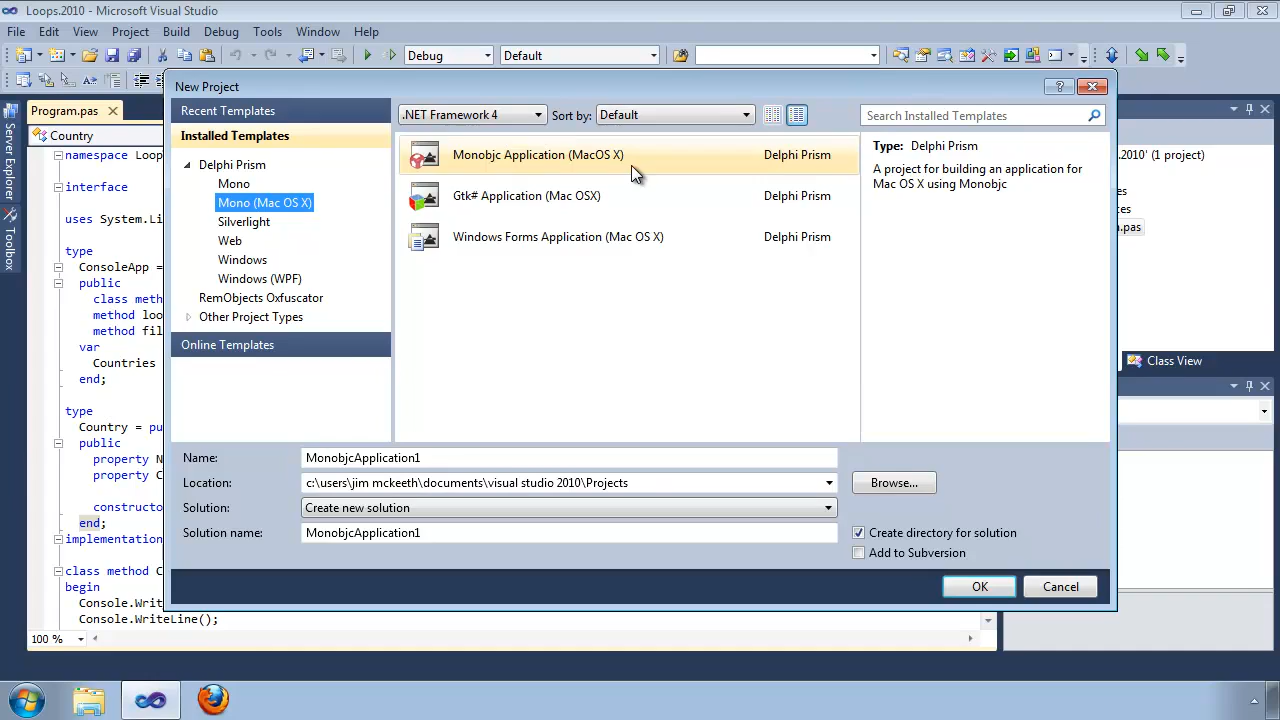 Loops.2010 - Microsoft Visual Studio
File Edit View Project Build Debug Tools Window Help
Debug Default
Program.pas
Country
Server Explorer
Toolbox
namespace Loop
interface
uses System.Li
type
ConsoleApp =
public
class meth
method loo
method fil
var
Countries
end;
type
Country = pu
public
property N
property C
constructo
end;
implementation
class method C
begin
Console.Writ
Console.WriteLine();
100 %
New Project
Recent Templates
Installed Templates
Delphi Prism
Mono
Mono (Mac OS X)
Silverlight
Web
Windows
Windows (WPF)
RemObjects Oxfuscator
Other Project Types
Online Templates
.NET Framework 4 Sort by: Default
Search Installed Templates
Monobjc Application (MacOS X) Delphi Prism
Gtk# Application (Mac OSX) Delphi Prism
Windows Forms Application (Mac OS X) Delphi Prism
Type: Delphi Prism
A project for building an application for
Mac OS X using Monobjc
Name: MonobjcApplication1
Location: c:\users\jim mckeeth\documents\visual studio 2010\Projects Browse...
Solution: Create new solution
Solution name: MonobjcApplication1
Create directory for solution
Add to Subversion
OK Cancel
.2010' (1 project)
es
ces
m.pas
Class View